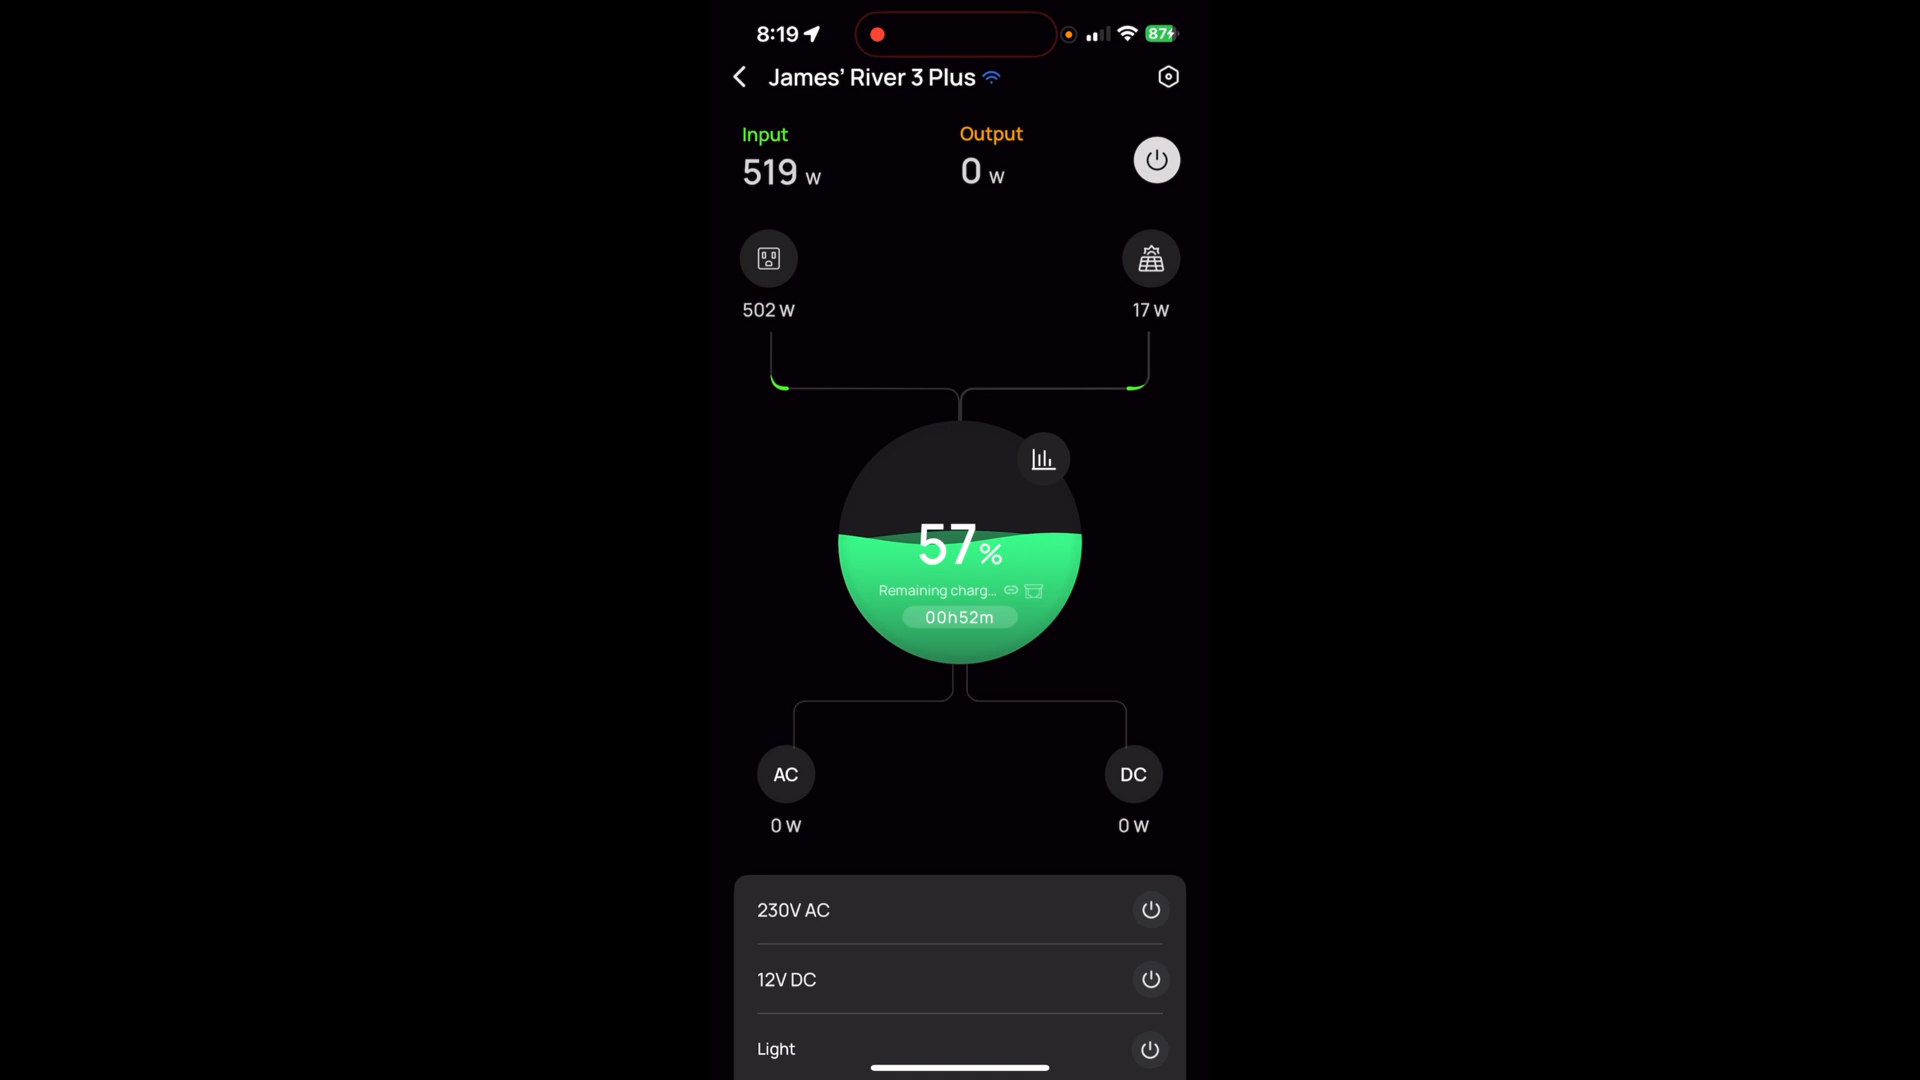 8:19
87
James’ River 3 Plus
Input
Output
519 W
0 W
502 W
17 W
57%
Remaining charg...
00h52m
AC
DC
0 W
0 W
230V AC
12V DC
Light